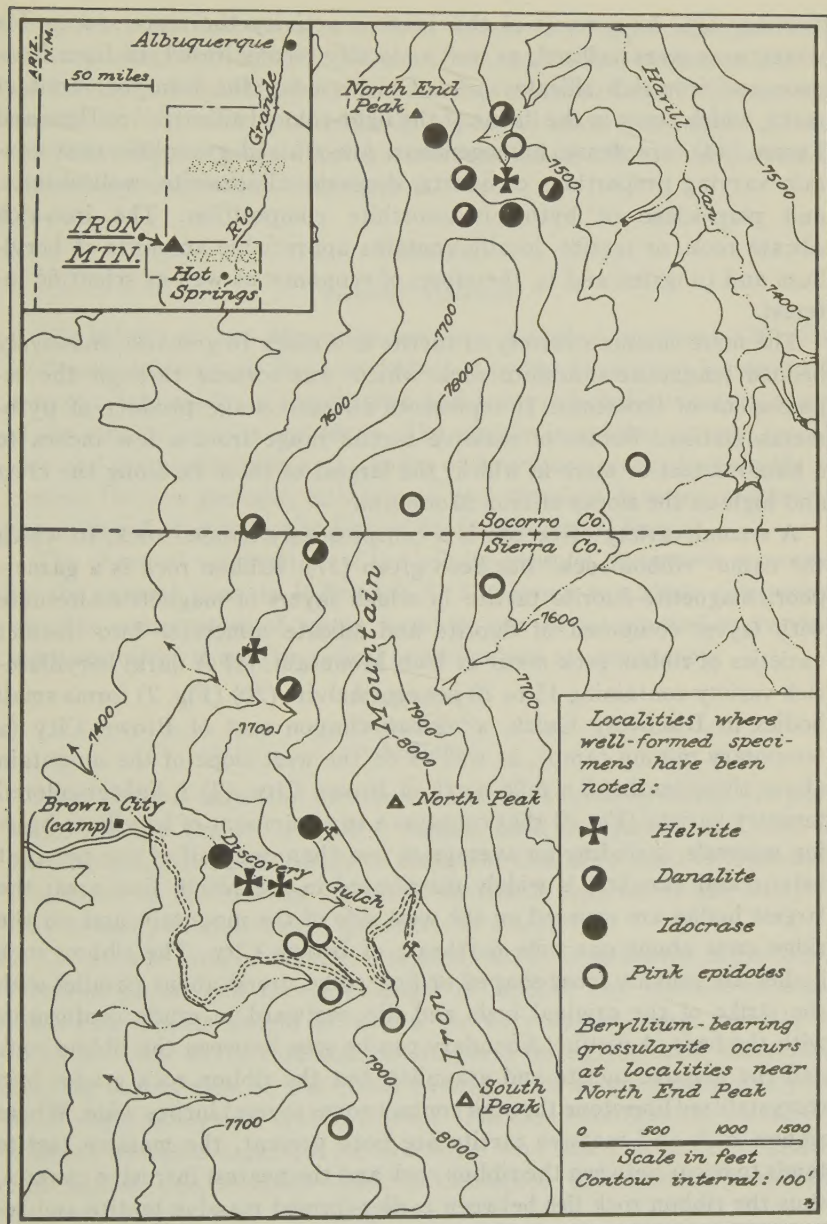 ARIZ.
N.M.
Albuquerque
50 miles
Rio Grande
SOCORRO
CO.
IRON
MTN.
SIERRA
CO.
Hot
Springs
North End
Peak
Harill
Can.
7500
7500
7400
7700
7600
7800
Socorro Co.
Sierra Co.
7600
7700
7400
7700
7900
8000
Iron Mountain
North Peak
Brown City
(camp)
Discovery
Gulch
7900
7700
8000
South
Peak
Localities where
well-formed speci-
mens have been
noted:
Helvite
Danalite
Idocrase
Pink epidotes
Beryllium-bearing
grossularite occurs
at localities near
North End Peak
0 500 1000 1500
Scale in feet
Contour interval: 100'